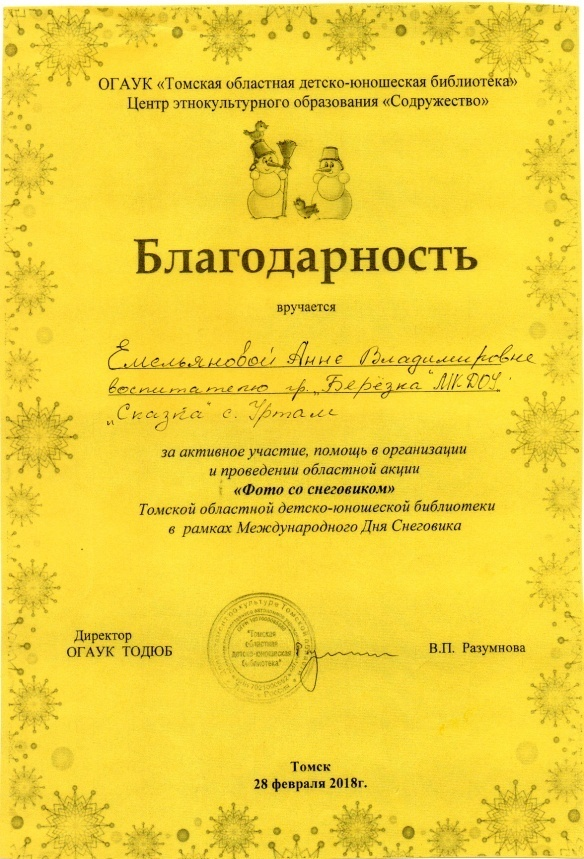 ОГАУК «Томская областная детско-юношеская библиотека»
Центр этнокультурного образования «Содружество»
Благодарность
вручается
Емельяновой Анне Владимировне
воспитателю гр. „Берёзка" МКДОУ
„Сказка" с. Уртам
за активное участие, помощь в организации
и проведении областной акции
«Фото со снеговиком»
Томской областной детско-юношеской библиотеки
в рамках Международного Дня Снеговика
"Томская
областная
детско-юношеская
библиотека"
Директор
ОГАУК ТОДЮБ
В.П. Разумнова
Томск
28 февраля 2018г.